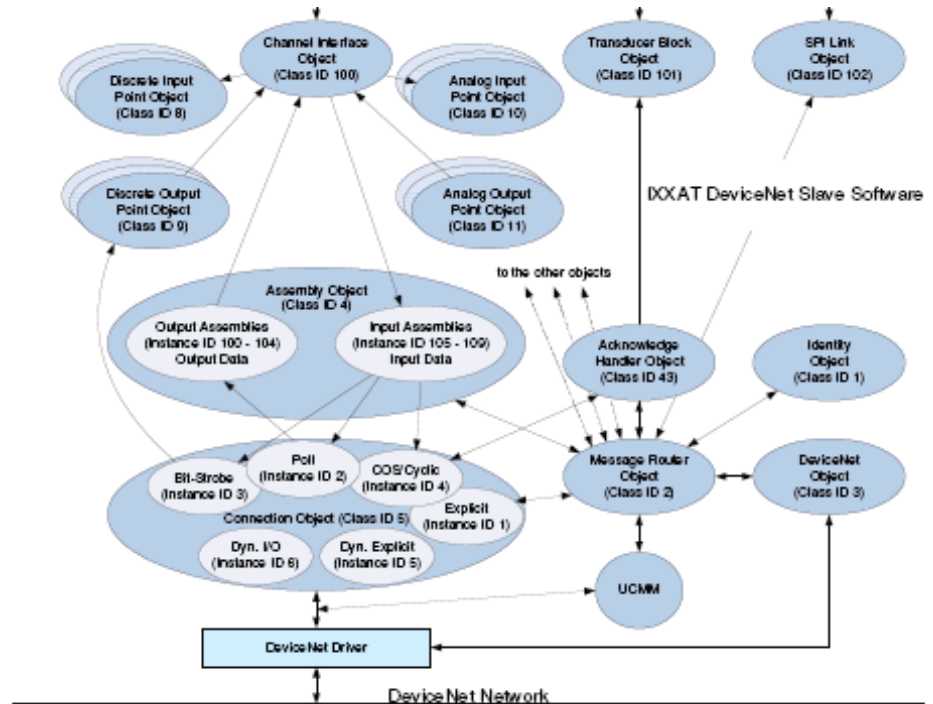 Channel Interface
Object
(Class ID 100)
Transducer Block
Object
(Class ID 101)
SPI Link
Object
(Class ID 102)
Discrete Input
Point Object
(Class ID 8)
Analog Input
Point Object
(Class ID 10)
Discrete Output
Point Object
(Class ID 9)
Analog Output
Point Object
(Class ID 11)
IXXAT DeviceNet Slave Software
to the other objects
Assembly Object
(Class ID 4)
Output Assemblies
(Instance ID 100 - 104)
Output Data
Input Assemblies
(Instance ID 105 - 109)
Input Data
Acknowledge
Handler Object
(Class ID 43)
Identity
Object
(Class ID 1)
Bit-Strobe
(Instance ID 3)
Poll
(Instance ID 2)
COS/Cyclic
(Instance ID 4)
Message Router
Object
(Class ID 2)
DeviceNet
Object
(Class ID 3)
Explicit
(Instance ID 1)
Connection Object (Class ID 5)
Dyn. I/O
(Instance ID 6)
Dyn. Explicit
(Instance ID 5)
UCMM
DeviceNet Driver
DeviceNet Network